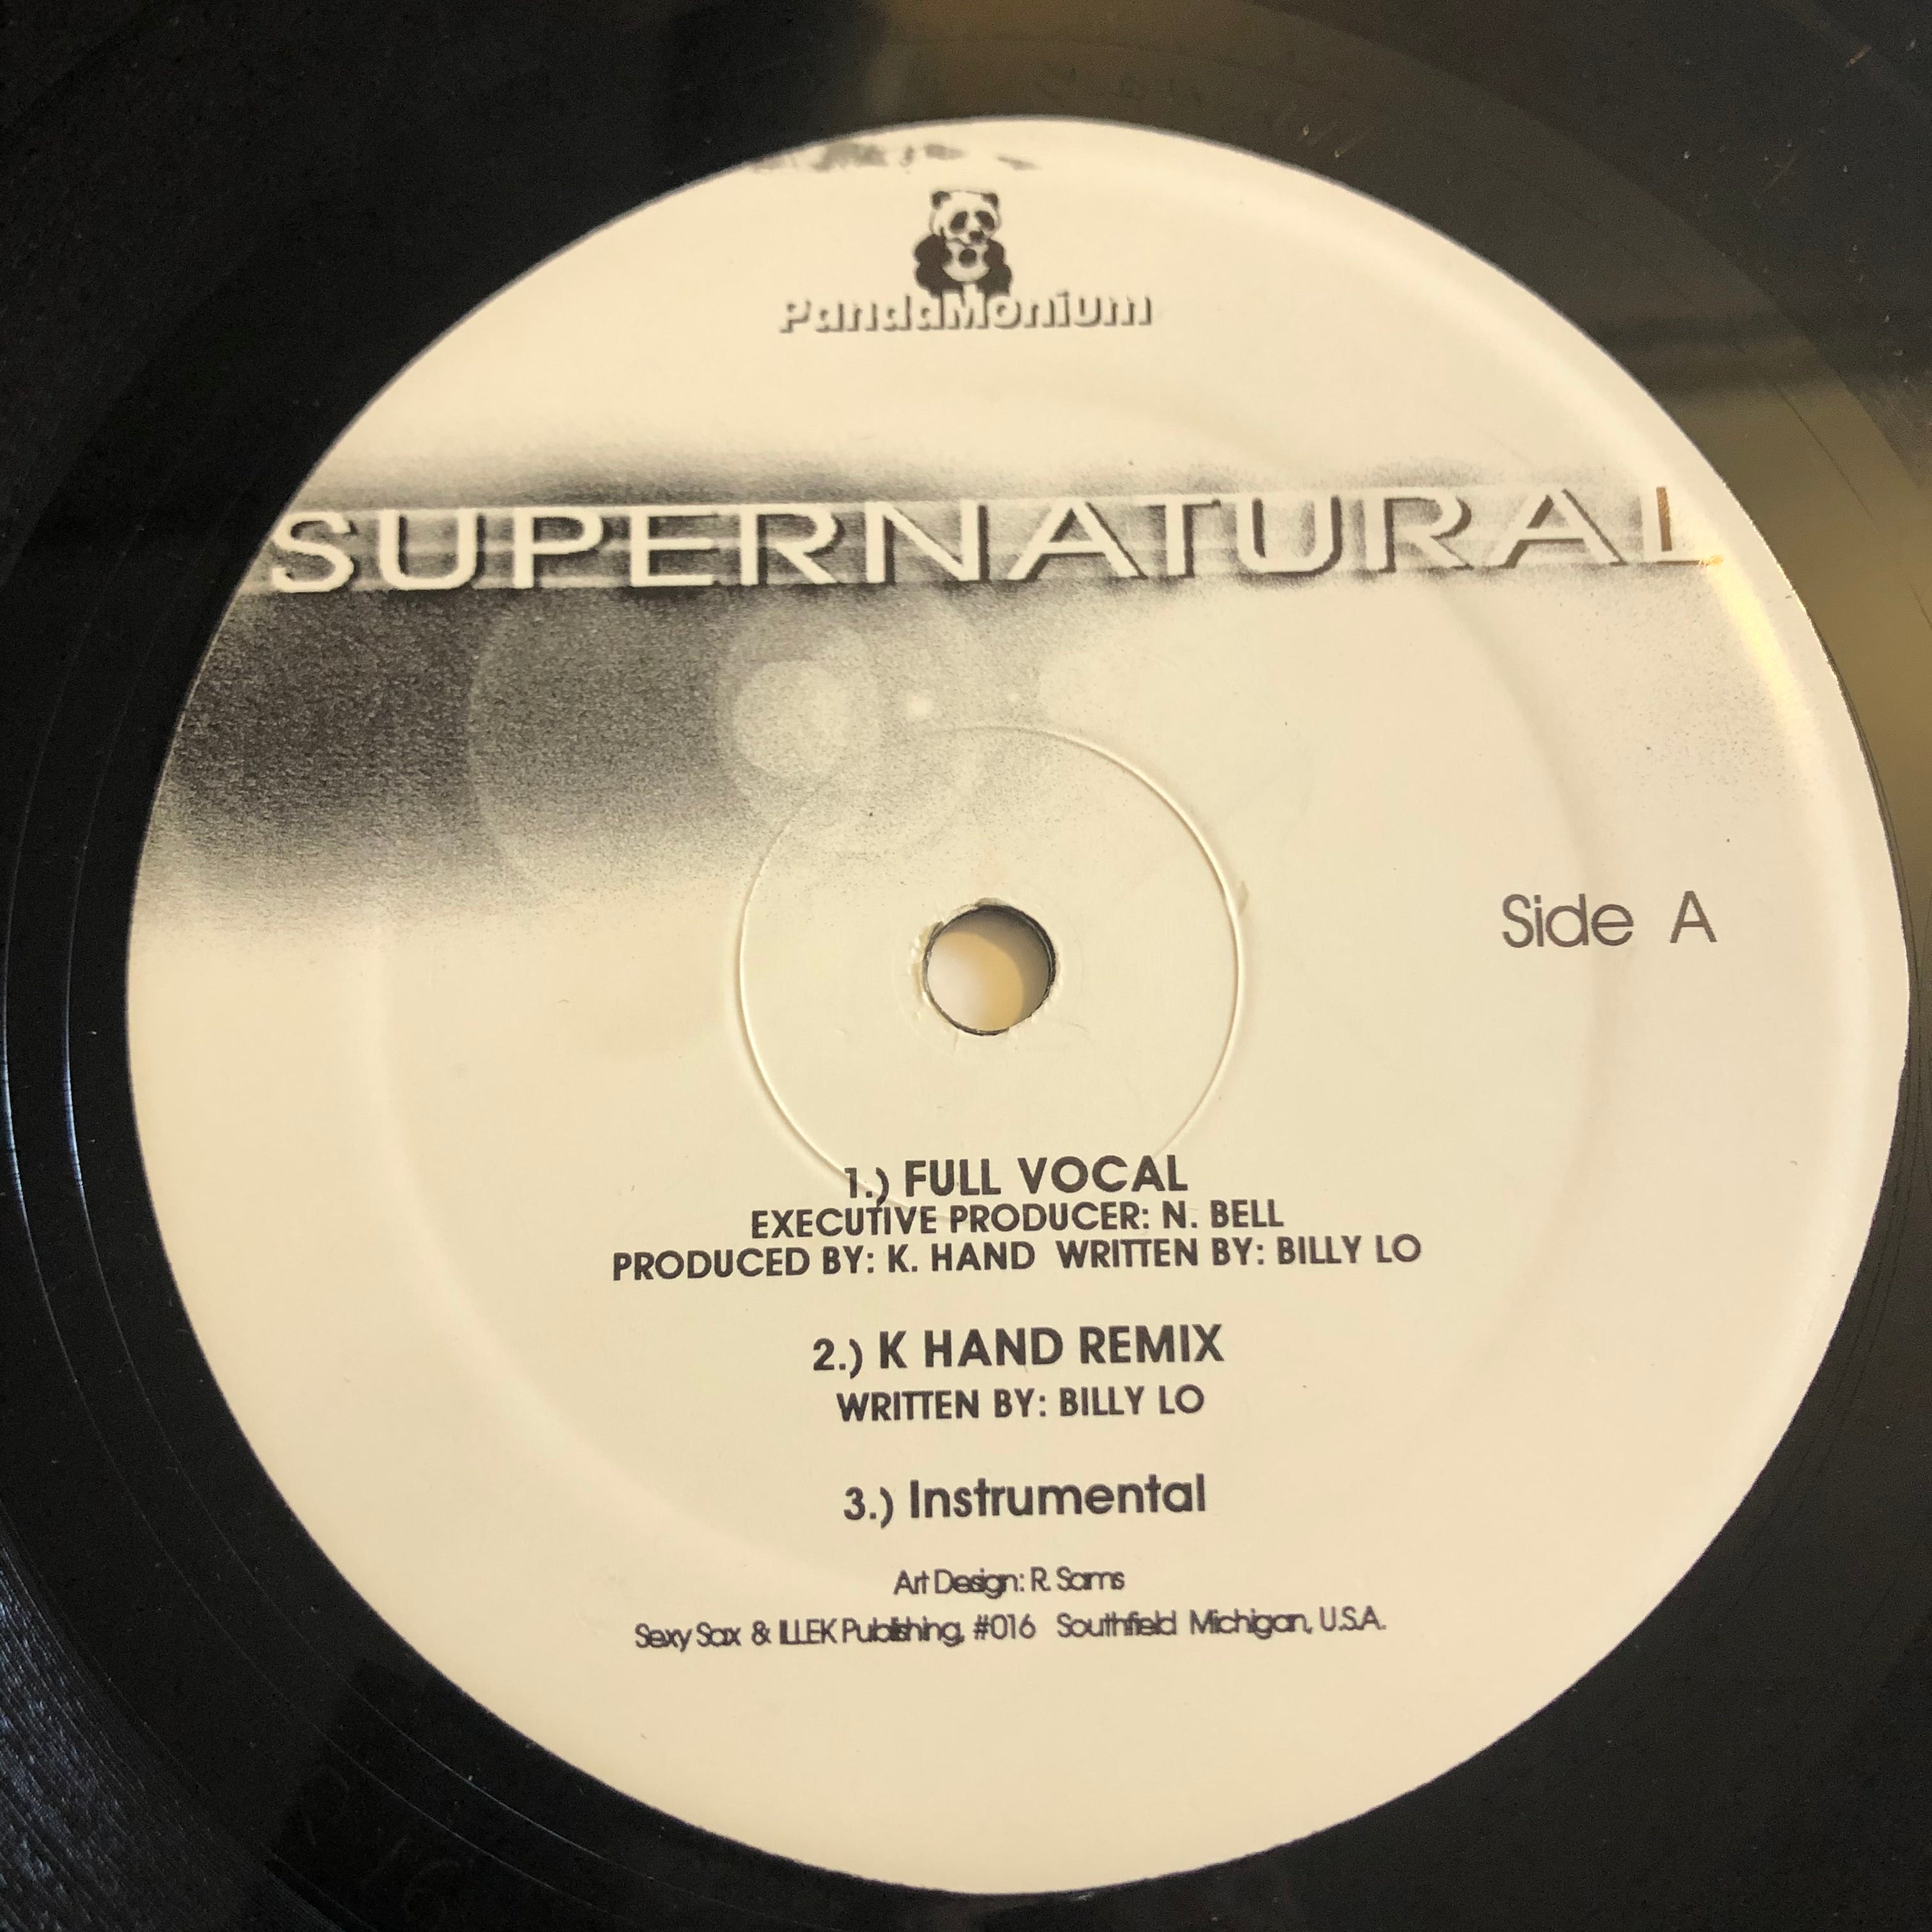 PandaMonium
SUPERNATURAL
Side A
1.) FULL VOCAL
EXECUTIVE PRODUCER: N. BELL
PRODUCED BY: K. HAND WRITTEN BY: BILLY LO
2.) K HAND REMIX
WRITTEN BY: BILLY LO
3.) Instrumental
Art Design: R. Sams
Sexy Sax & ILLEK Publishing, #016 Southfield Michigan, U.S.A.